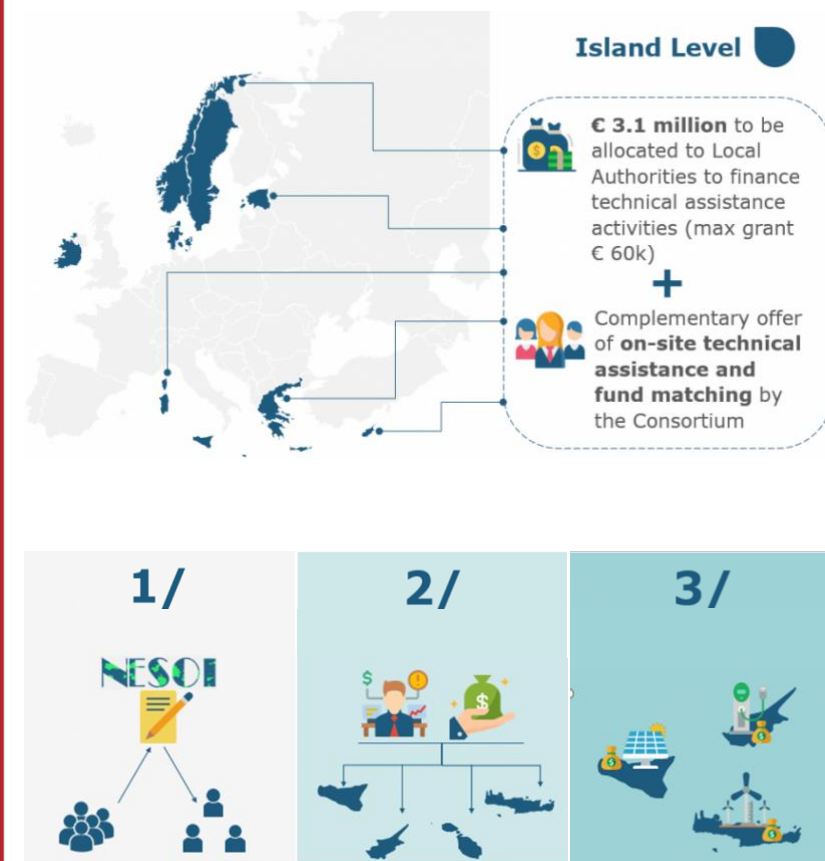 Island Level
€ 3.1 million to be
allocated to Local
Authorities to finance
technical assistance
activities (max grant
€ 60k)
+
Complementary offer
of on-site technical
assistance and
fund matching by
the Consortium
1/
2/
3/
NESOI
$
!
$
$
$
$